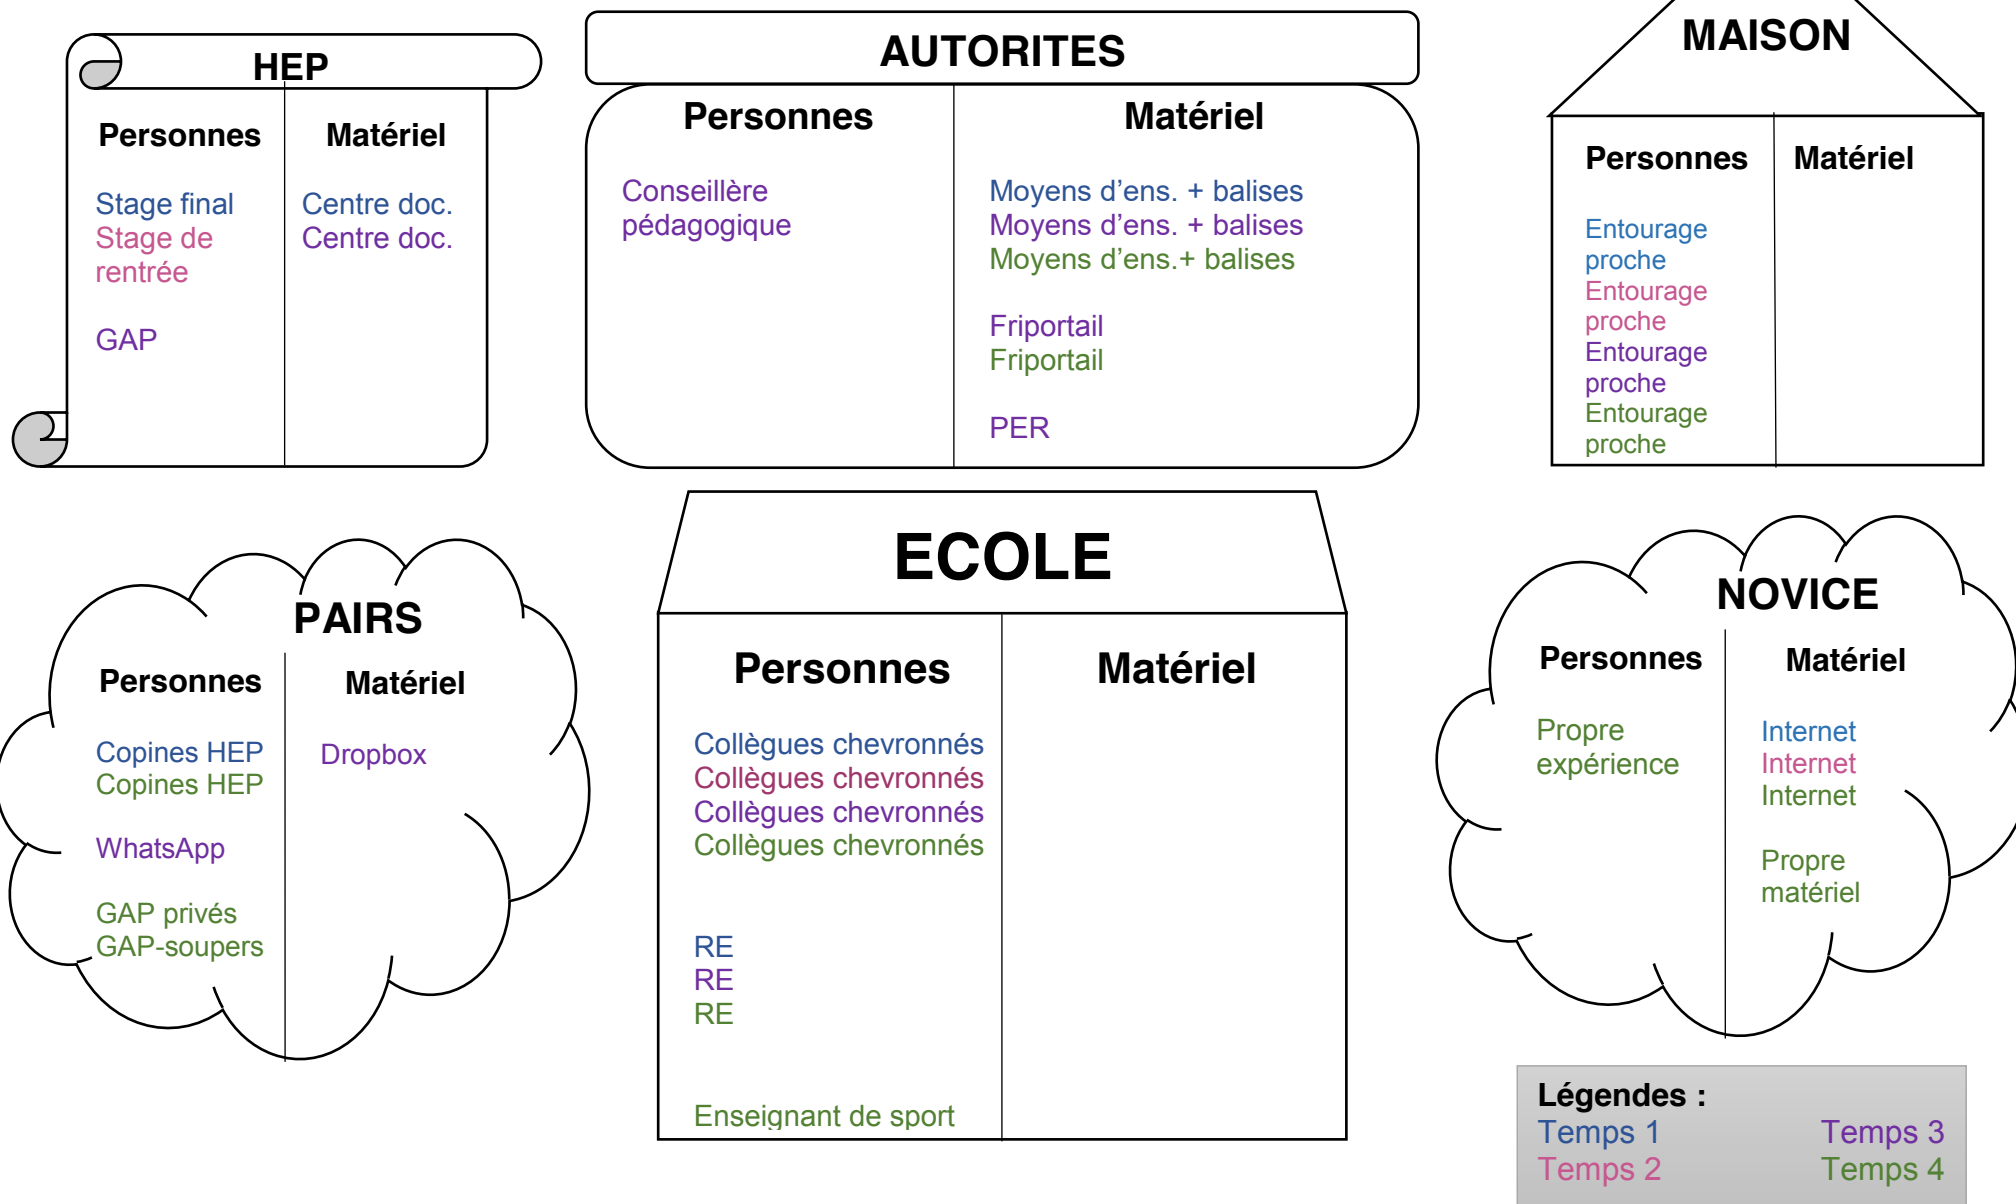 HEP
Personnes
Matériel
Stage final
Stage de
rentrée
GAP
Centre doc.
Centre doc.
AUTORITES
Personnes
Matériel
Conseillère
pédagogique
Moyens d’ens. + balises
Moyens d’ens. + balises
Moyens d’ens.+ balises
Friportail
Friportail
PER
MAISON
Personnes
Matériel
Entourage
proche
Entourage
proche
Entourage
proche
Entourage
proche
PAIRS
Personnes
Matériel
Copines HEP
Copines HEP
WhatsApp
GAP privés
GAP-soupers
Dropbox
ECOLE
Personnes
Matériel
Collègues chevronnés
Collègues chevronnés
Collègues chevronnés
Collègues chevronnés
RE
RE
RE
Enseignant de sport
NOVICE
Personnes
Matériel
Propre
expérience
Internet
Internet
Internet
Propre
matériel
Légendes :
Temps 1
Temps 3
Temps 2
Temps 4